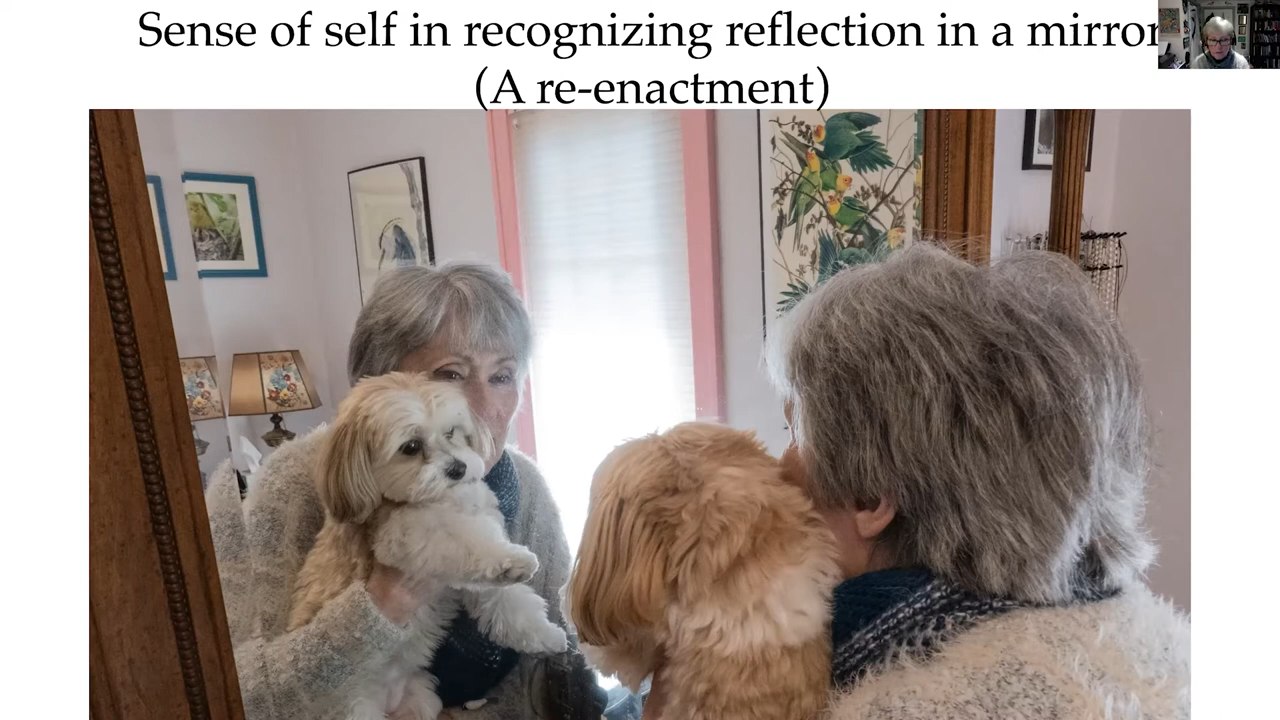 Sense of self in recognizing reflection in a mirror
(A re-enactment)